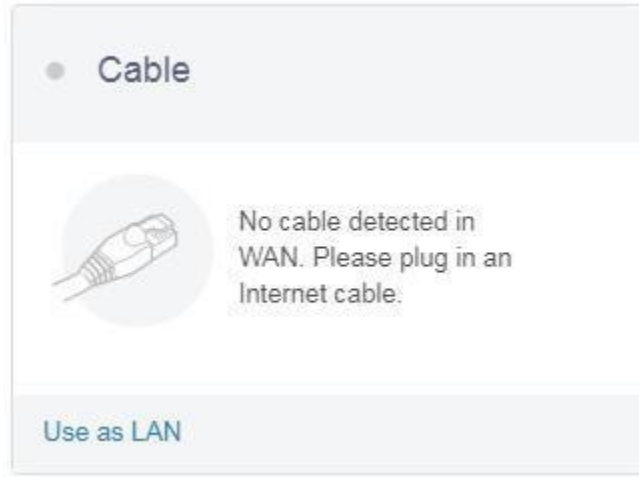 Cable
No cable detected in
WAN. Please plug in an
Internet cable.
Use as LAN